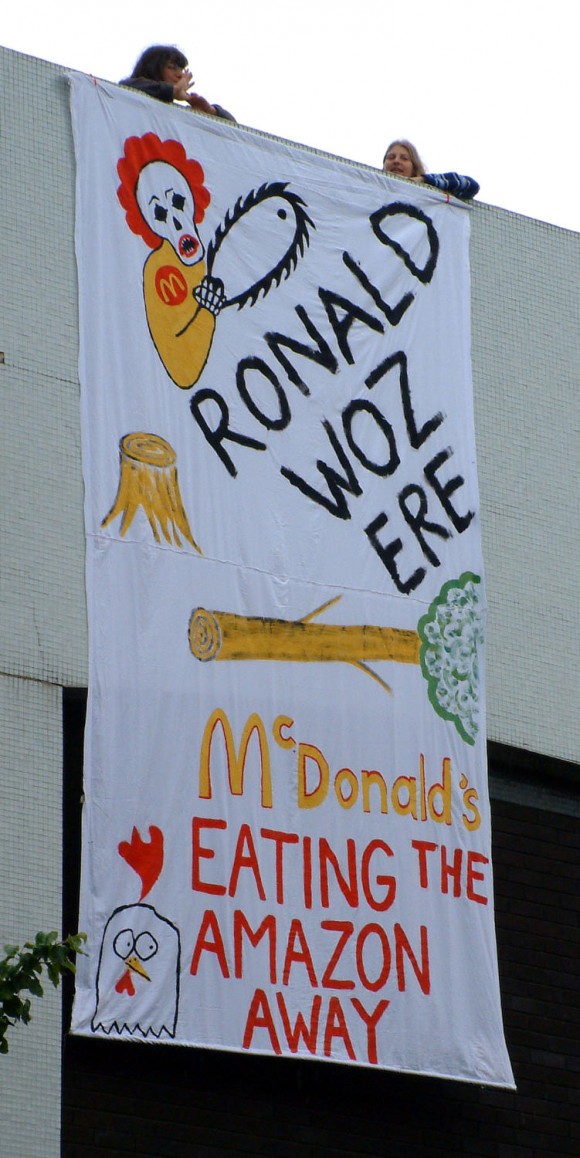 M
RONALD
WOZ
ERE
McDonald's
EATING THE
AMAZON
AWAY